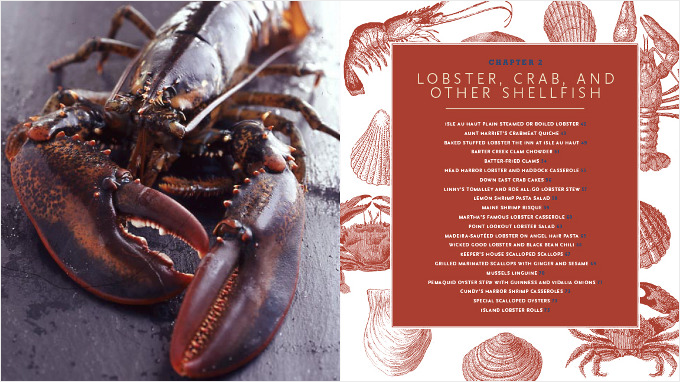 CHAPTER 2
LOBSTER, CRAB, AND
OTHER SHELLFISH
ISLE AU HAUT PLAIN STEAMED OR BOILED LOBSTER
AUNT HARRIET'S CRABMEAT QUICHE
BAKED STUFFED LOBSTER THE INN AT ISLE AU HAUT
BARTER CREEK CLAM CHOWDER
BATTER-FRIED CLAMS
HEAD HARBOR LOBSTER AND HADDOCK CASSEROLE
DOWN EAST CRAB CAKES
LINNY'S TOMALLEY AND ROE ALL-GO LOBSTER STEW
LEMON SHRIMP PASTA SALAD
MAINE SHRIMP BISQUE
MARTHA'S FAMOUS LOBSTER CASSEROLE
POINT LOOKOUT LOBSTER SALAD
MADEIRA-SAUTÉED LOBSTER ON ANGEL HAIR PASTA
WICKED GOOD LOBSTER AND BLACK BEAN CHILI
KEEPER'S HOUSE SCALLOPED SCALLOPS
GRILLED MARINATED SCALLOPS WITH GINGER AND SESAME
MUSSELS LINGUINE
PEMAQUID OYSTER STEW WITH GUINNESS AND VIDALIA ONIONS
CUNDY'S HARBOR SHRIMP CASSEROLES
SPECIAL SCALLOPED OYSTERS
ISLAND LOBSTER ROLLS